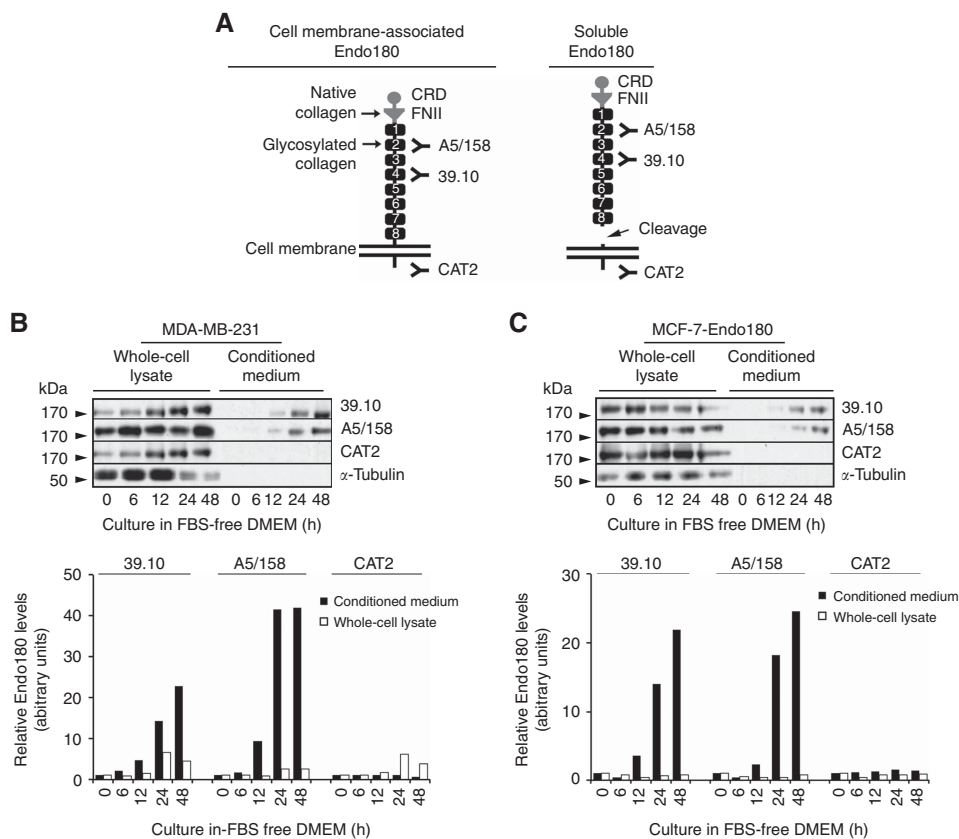 A
Cell membrane-associated
Endo180
Soluble
Endo180
Native
collagen
CRD
FNII
Glycosylated
collagen
1
2
3
4
5
6
7
8
A5/158
39.10
Cell membrane
CAT2
CRD
FNII
1
2
3
4
5
6
7
8
A5/158
39.10
Cleavage
CAT2
B
MDA-MB-231
Whole-cell
lysate
Conditioned
medium
kDa
170
39.10
170
A5/158
170
CAT2
50
α-Tubulin
0 6 12 24 48 0 6 12 24 48
Culture in FBS-free DMEM (h)
39.10 A5/158 CAT2
Conditioned medium
Whole-cell lysate
Relative Endo180 levels
(abitrary units)
50
40
30
20
10
0
0 6 12 24 48 0 6 12 24 48 0 6 12 24 48
Culture in-FBS free DMEM (h)
C
MCF-7-Endo180
Whole-cell
lysate
Conditioned
medium
kDa
170
39.10
170
A5/158
170
CAT2
50
α-Tubulin
0 6 12 24 48 0 6 12 24 48
Culture in FBS-free DMEM (h)
39.10 A5/158 CAT2
Conditioned medium
Whole-cell lysate
Relative Endo180 levels
(abitrary units)
30
20
10
0
0 6 12 24 48 0 6 12 24 48 0 6 12 24 48
Culture in FBS-free DMEM (h)